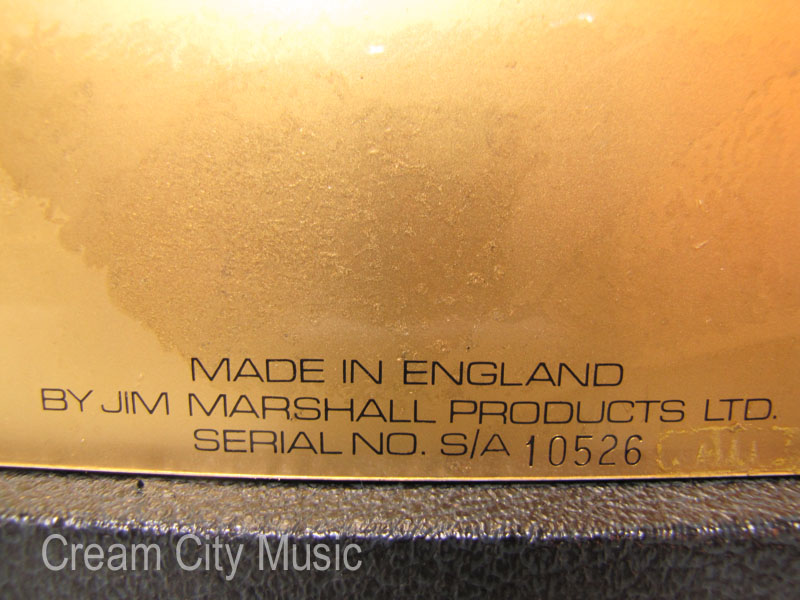 MADE IN ENGLAND
BY JIM MARSHALL PRODUCTS LTD.
SERIAL NO. S/A 10526
Cream City Music